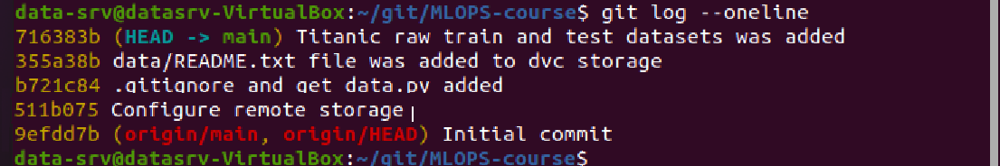 data-srv@datasrv-VirtualBox:~/git/MLOPS-course$ git log --oneline
716383b (HEAD -> main) Titanic raw train and test datasets was added
355a38b data/README.txt file was added to dvc storage
b721c84 .gitignore and get_data.py added
511b075 Configure remote storage
9efdd7b (origin/main, origin/HEAD) Initial commit
data-srv@datasrv-VirtualBox:~/git/MLOPS-course$